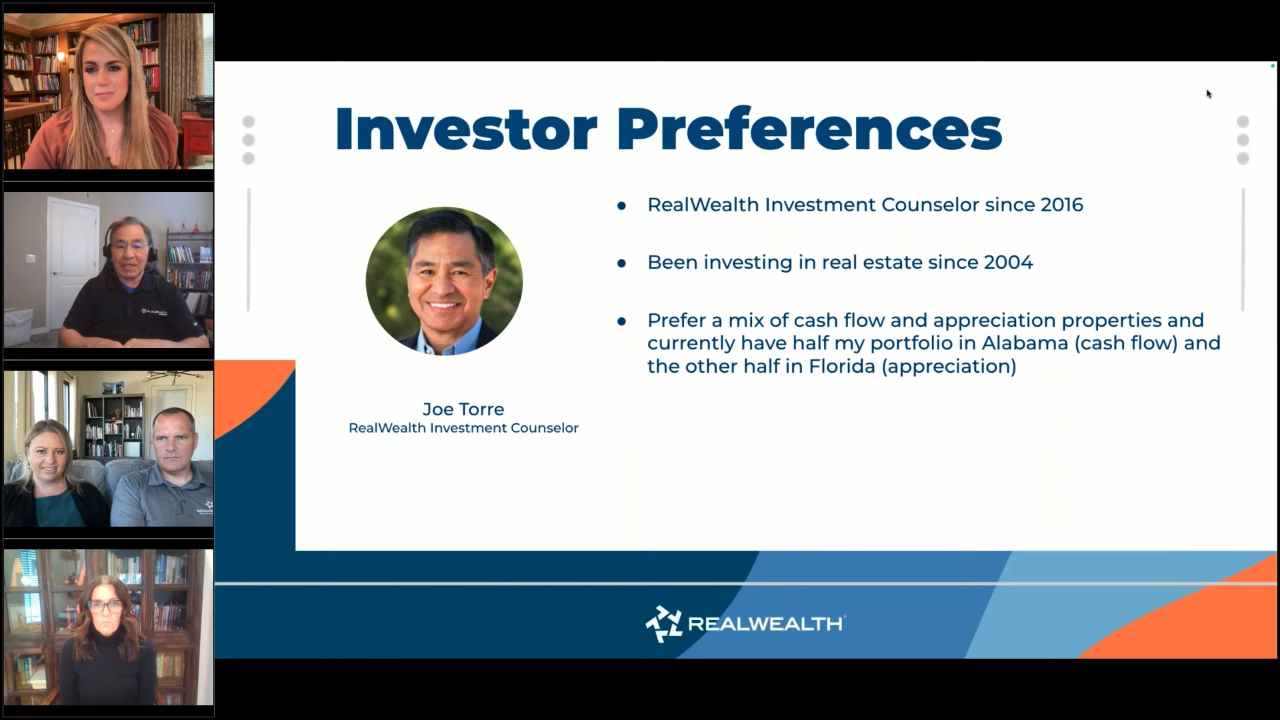 Investor Preferences
● RealWealth Investment Counselor since 2016
● Been investing in real estate since 2004
● Prefer a mix of cash flow and appreciation properties and
currently have half my portfolio in Alabama (cash flow) and
the other half in Florida (appreciation)
Joe Torre
RealWealth Investment Counselor
REALWEALTH
REALWEALTH